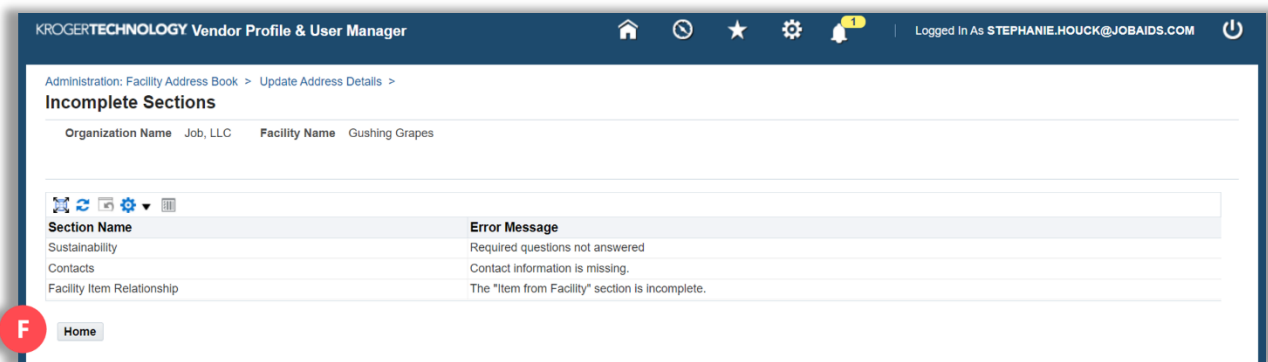 KROGERTECHNOLOGY Vendor Profile & User Manager
1
Logged In As STEPHANIE.HOUCK@JOBAIDS.COM
Administration: Facility Address Book > Update Address Details >
Incomplete Sections
Organization Name Job, LLC Facility Name Gushing Grapes
Section Name Error Message
Sustainability Required questions not answered
Contacts Contact information is missing.
Facility Item Relationship The "Item from Facility" section is incomplete.
F Home